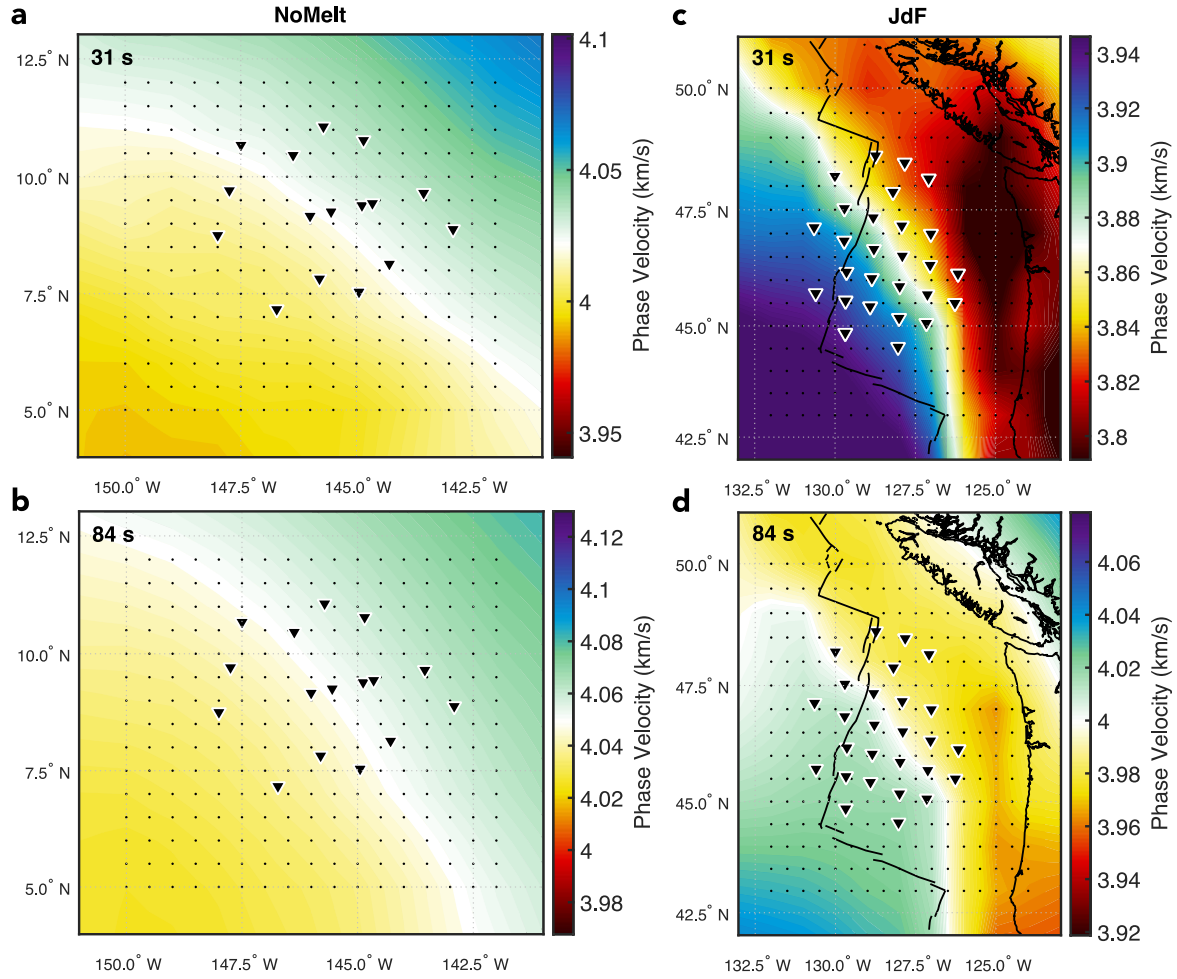 a
NoMelt
31 s
12.5° N
10.0° N
7.5° N
5.0° N
150.0° W
147.5° W
145.0° W
142.5° W
4.1
4.05
4
3.95
Phase Velocity (km/s)
c
JdF
31 s
50.0° N
47.5° N
45.0° N
42.5° N
132.5° W
130.0° W
127.5° W
125.0° W
3.94
3.92
3.9
3.88
3.86
3.84
3.82
3.8
Phase Velocity (km/s)
b
84 s
12.5° N
10.0° N
7.5° N
5.0° N
150.0° W
147.5° W
145.0° W
142.5° W
4.12
4.1
4.08
4.06
4.04
4.02
4
3.98
Phase Velocity (km/s)
d
84 s
50.0° N
47.5° N
45.0° N
42.5° N
132.5° W
130.0° W
127.5° W
125.0° W
4.06
4.04
4.02
4
3.98
3.96
3.94
3.92
Phase Velocity (km/s)